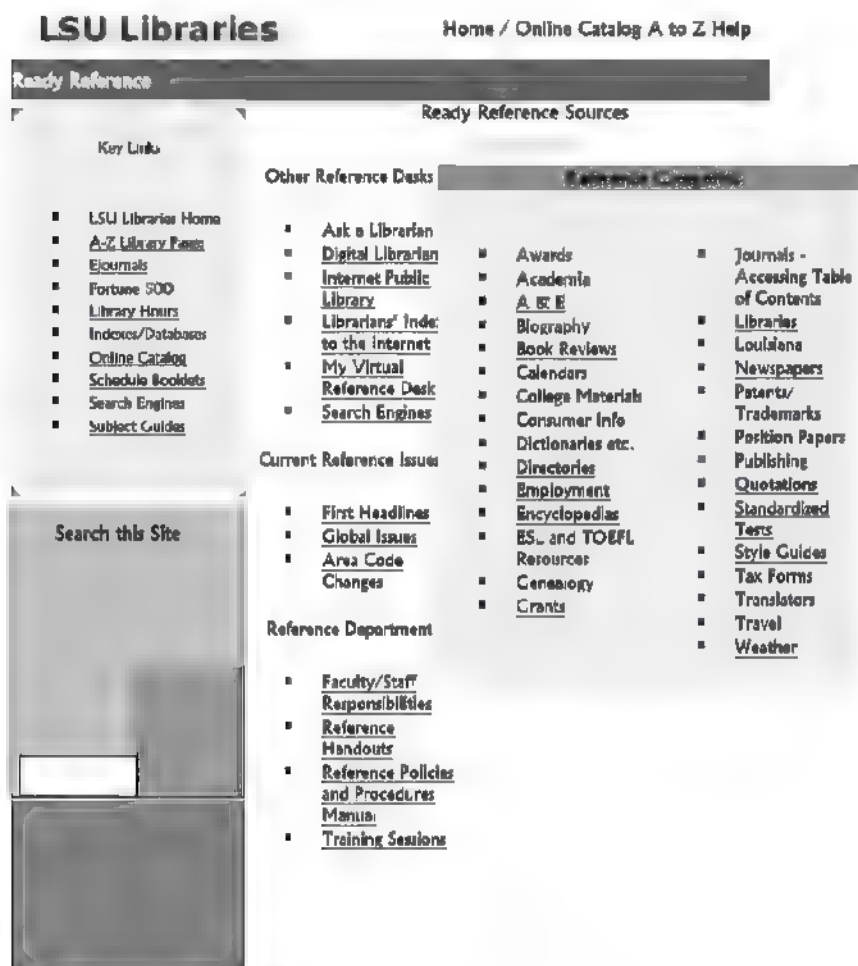 LSU Libraries
Home / Online Catalog A to Z Help
Ready Reference
Ready Reference Sources
Key Links
LSU Libraries Home
A-Z Library Pages
Ejournals
Fortune 500
Library Hours
Indexes/Databases
Online Catalog
Schedule Booklets
Search Engines
Subject Guides
Search this Site
Other Reference Desks
Ask a Librarian
Digital Librarian
Internet Public
Library
Librarians' Index
to the Internet
My Virtual
Reference Desk
Search Engines
Current Reference Issues
First Headlines
Global Issues
Area Code
Changes
Reference Department
Faculty/Staff
Responsibilities
Reference
Handouts
Reference Policies
and Procedures
Manual
Training Sessions
Awards
Academia
A & E
Biography
Book Reviews
Calendars
College Materials
Consumer Info
Dictionaries etc.
Directories
Employment
Encyclopedias
ESL and TOEFL
Resources
Genealogy
Grants
Journals -
Accessing Table
of Contents
Libraries
Louisiana
Newspapers
Patents/
Trademarks
Position Papers
Publishing
Quotations
Standardized
Tests
Style Guides
Tax Forms
Translators
Travel
Weather